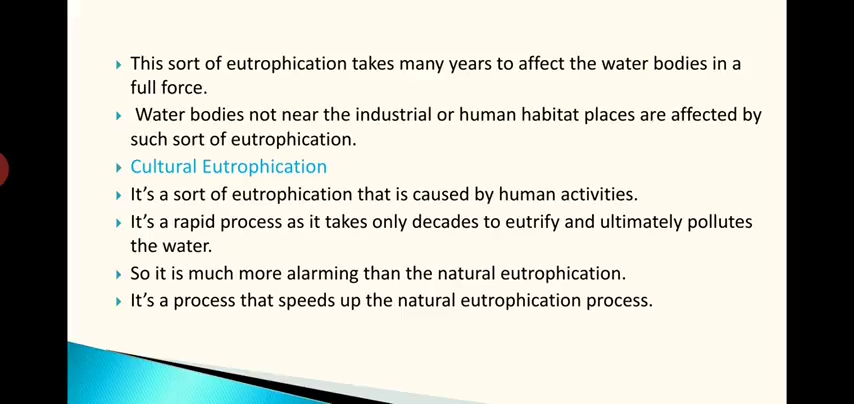 This sort of eutrophication takes many years to affect the water bodies in a
full force.
Water bodies not near the industrial or human habitat places are affected by
such sort of eutrophication.
Cultural Eutrophication
It's a sort of eutrophication that is caused by human activities.
It's a rapid process as it takes only decades to eutrify and ultimately pollutes
the water.
So it is much more alarming than the natural eutrophication.
It's a process that speeds up the natural eutrophication process.